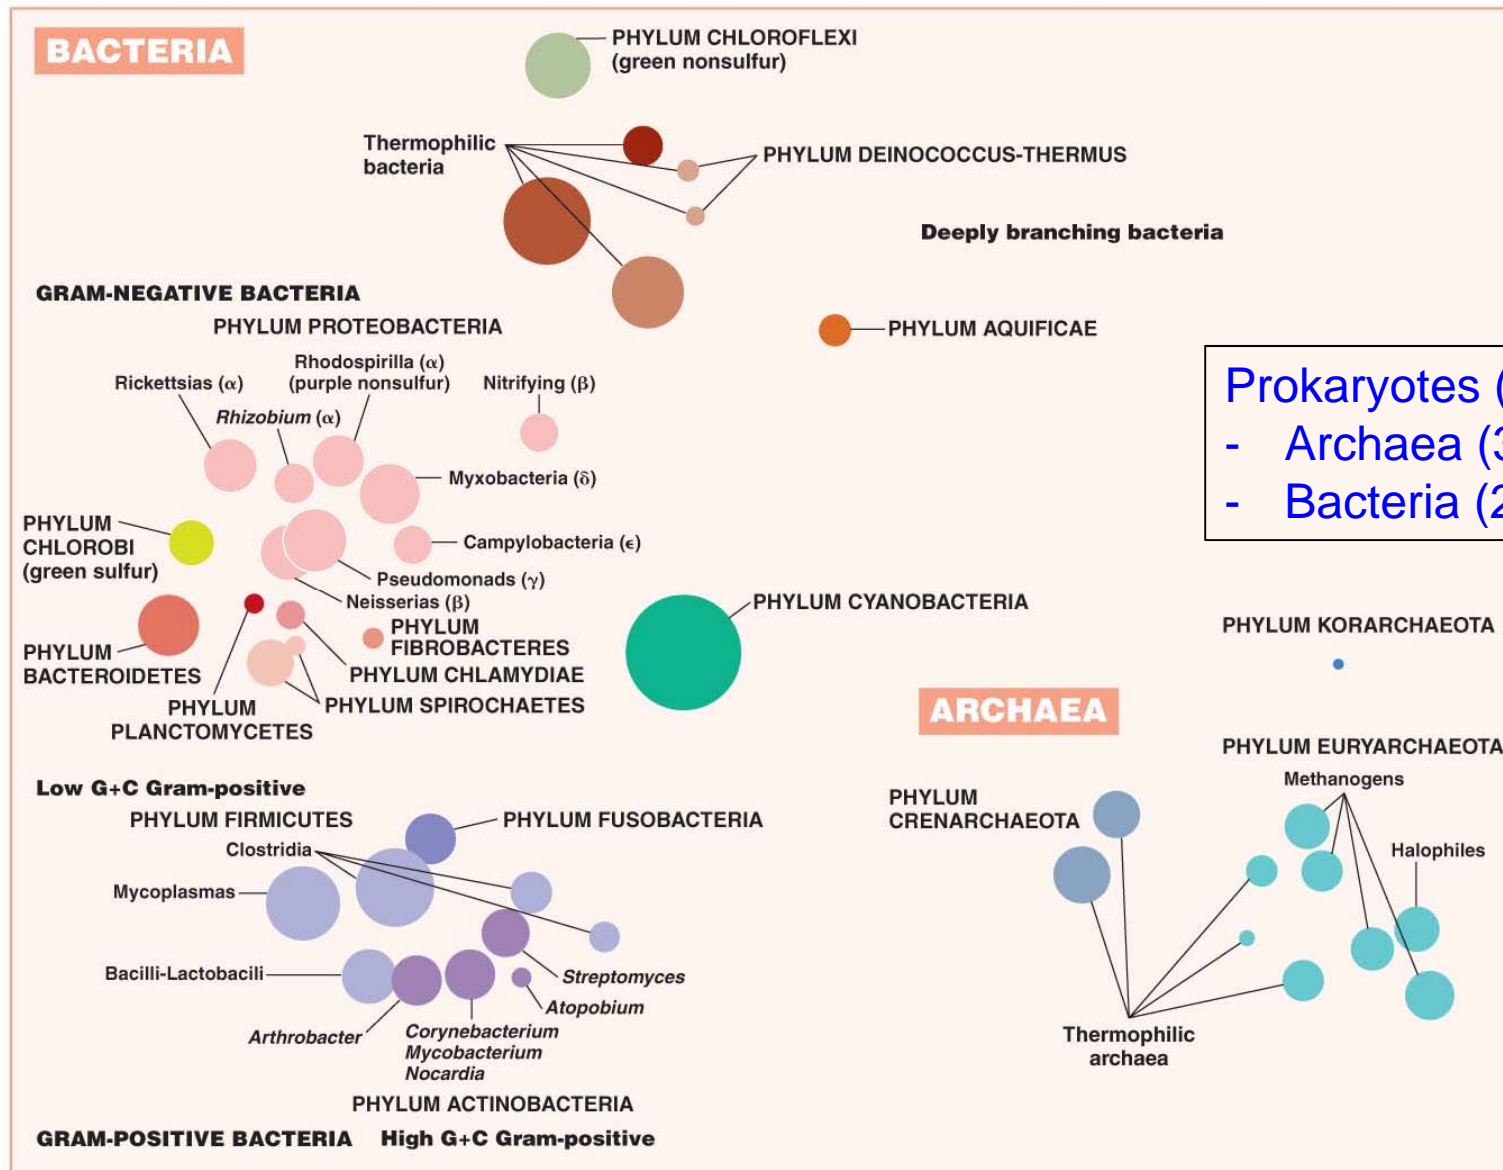 BACTERIA
PHYLUM CHLOROFLEXI
(green nonsulfur)
Thermophilic
bacteria
PHYLUM DEINOCOCCUS-THERMUS
Deeply branching bacteria
GRAM-NEGATIVE BACTERIA
PHYLUM PROTEOBACTERIA
PHYLUM AQUIFICAE
Rickettsias (α)
Rhizobium (α)
Rhodospirilla (α)
(purple nonsulfur)
Nitrifying (β)
Myxobacteria (δ)
Prokaryotes (
- Archaea (3
- Bacteria (2
PHYLUM
CHLOROBI
(green sulfur)
Campylobacteria (ϵ)
Pseudomonads (γ)
Neisserias (β)
PHYLUM
FIBROBACTERES
PHYLUM CYANOBACTERIA
PHYLUM
BACTEROIDETES
PHYLUM CHLAMYDIAE
PHYLUM SPIROCHAETES
PHYLUM
PLANCTOMYCETES
PHYLUM KORARCHAEOTA
ARCHAEA
PHYLUM EURYARCHAEOTA
Methanogens
PHYLUM
CRENARCHAEOTA
Halophiles
Thermophilic
archaea
Low G+C Gram-positive
PHYLUM FIRMICUTES
PHYLUM FUSOBACTERIA
Clostridia
Mycoplasmas
Bacilli-Lactobacili
Streptomyces
Atopobium
Arthrobacter
Corynebacterium
Mycobacterium
Nocardia
PHYLUM ACTINOBACTERIA
GRAM-POSITIVE BACTERIA High G+C Gram-positive